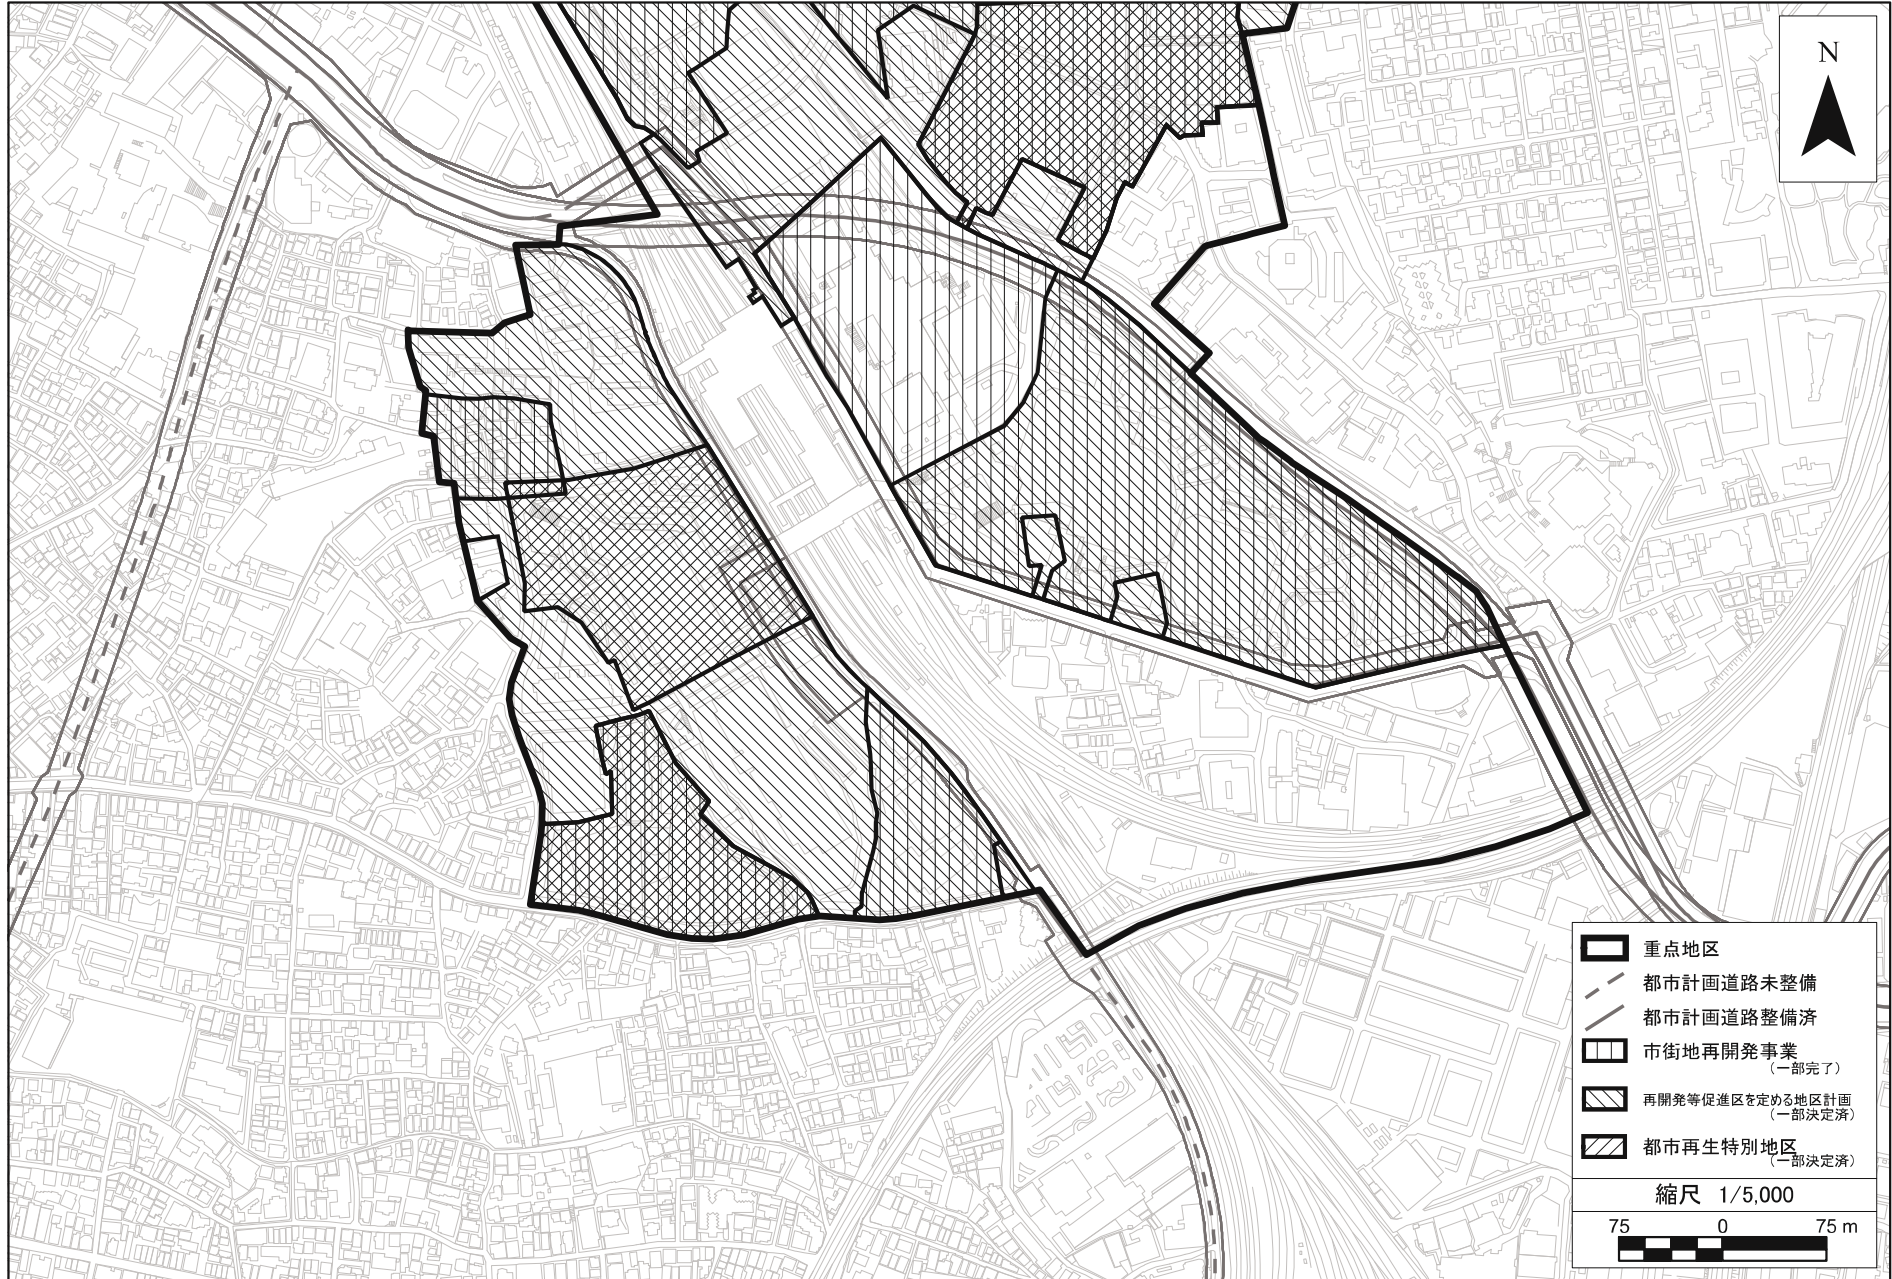 N
重点地区
都市計画道路未整備
都市計画道路整備済
市街地再開発事業
(一部完了)
再開発等促進区を定める地区計画
(一部決定済)
都市再生特別地区
(一部決定済)
縮尺 1/5,000
75 0 75 m